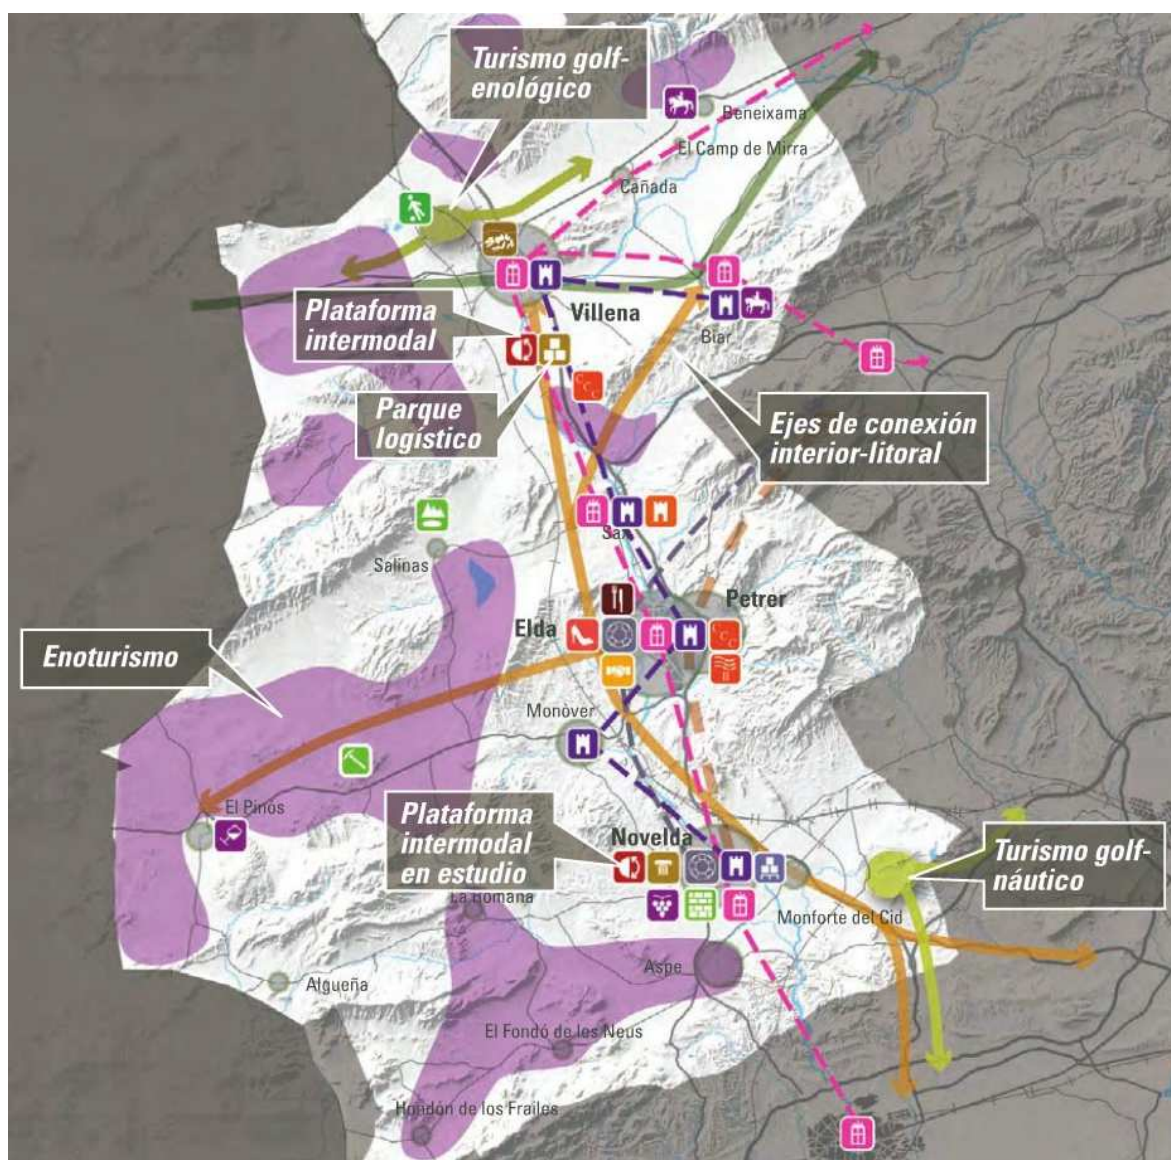 Turismo golf-
enológico
Beneixama
El Camp de Mirra
Cañada
Plataforma
intermodal
Villena
Biar
Parque
logístico
Ejes de conexión
interior-litoral
Sax
Salinas
Petrer
Elda
Enoturismo
Monòver
El Pinós
Plataforma
intermodal
en estudio
Novelda
Turismo golf-
náutico
La Romana
Monforte del Cid
Aspe
Algueña
El Fondó de les Neus
Hondón de los Frailes